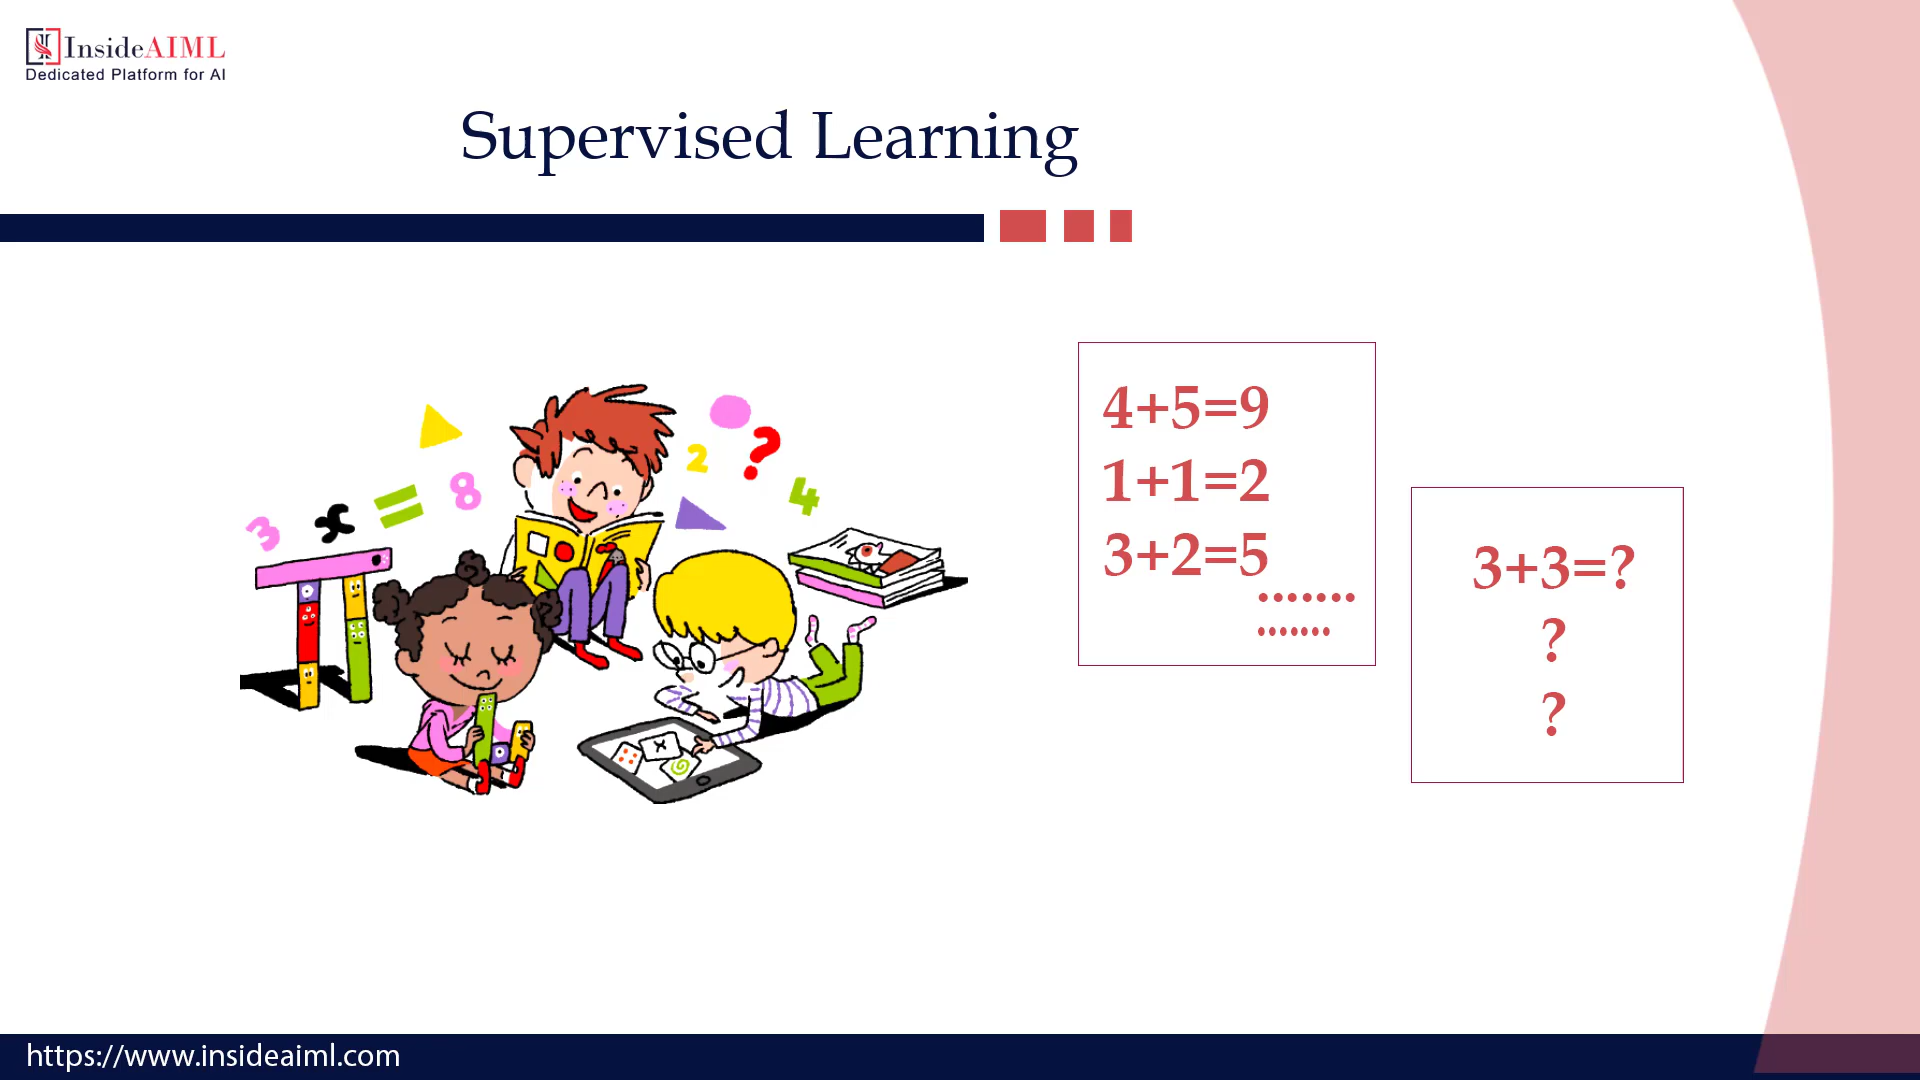 InsideAIML
Dedicated Platform for AI
Supervised Learning
3 x = 8
2 ? 4
x
4+5=9
1+1=2
3+2=5
.......
.......
3+3=?
?
?
https://www.insideaiml.com